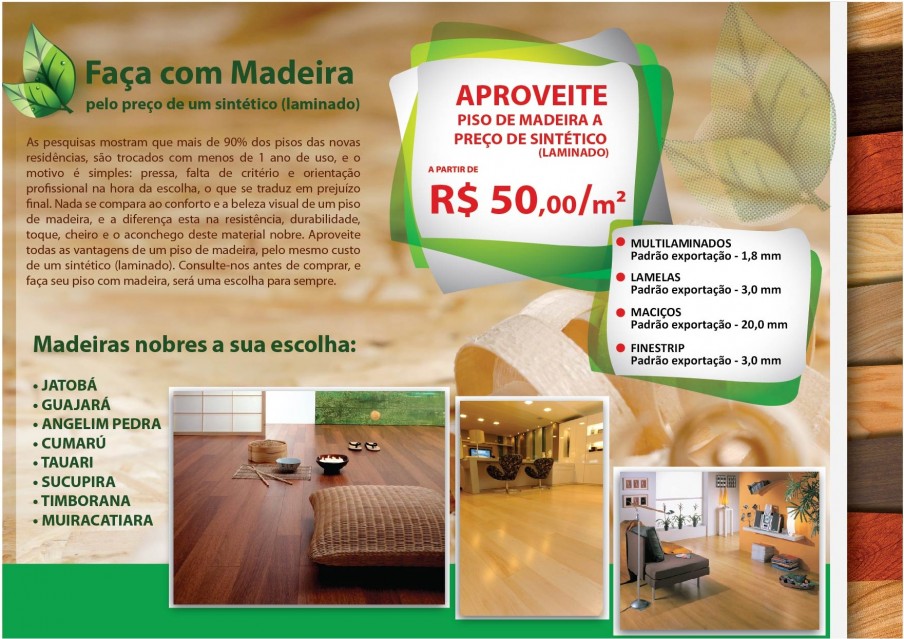 Faça com Madeira
pelo preço de um sintético (laminado)
As pesquisas mostram que mais de 90% dos pisos das novas
residências, são trocados com menos de 1 ano de uso, e o
motivo é simples: pressa, falta de critério e orientação
profissional na hora da escolha, o que se traduz em prejuízo
final. Nada se compara ao conforto e a beleza visual de um piso
de madeira, e a diferença esta na resistência, durabilidade,
toque, cheiro e o aconchego deste material nobre. Aproveite
todas as vantagens de um piso de madeira, pelo mesmo custo
de um sintético (laminado). Consulte-nos antes de comprar, e
faça seu piso com madeira, será uma escolha para sempre.
APROVEITE
PISO DE MADEIRA A
PREÇO DE SINTÉTICO
(LAMINADO)
A PARTIR DE
R$ 50,00/m²
• MULTILAMINADOS
Padrão exportação - 1,8 mm
• LAMELAS
Padrão exportação - 3,0 mm
• MACIÇOS
Padrão exportação - 20,0 mm
• FINESTRIP
Padrão exportação - 3,0 mm
Madeiras nobres a sua escolha:
• JATOBÁ
• GUAJARÁ
• ANGELIM PEDRA
• CUMARÚ
• TAUARI
• SUCUPIRA
• TIMBORANA
• MUIRACATIARA